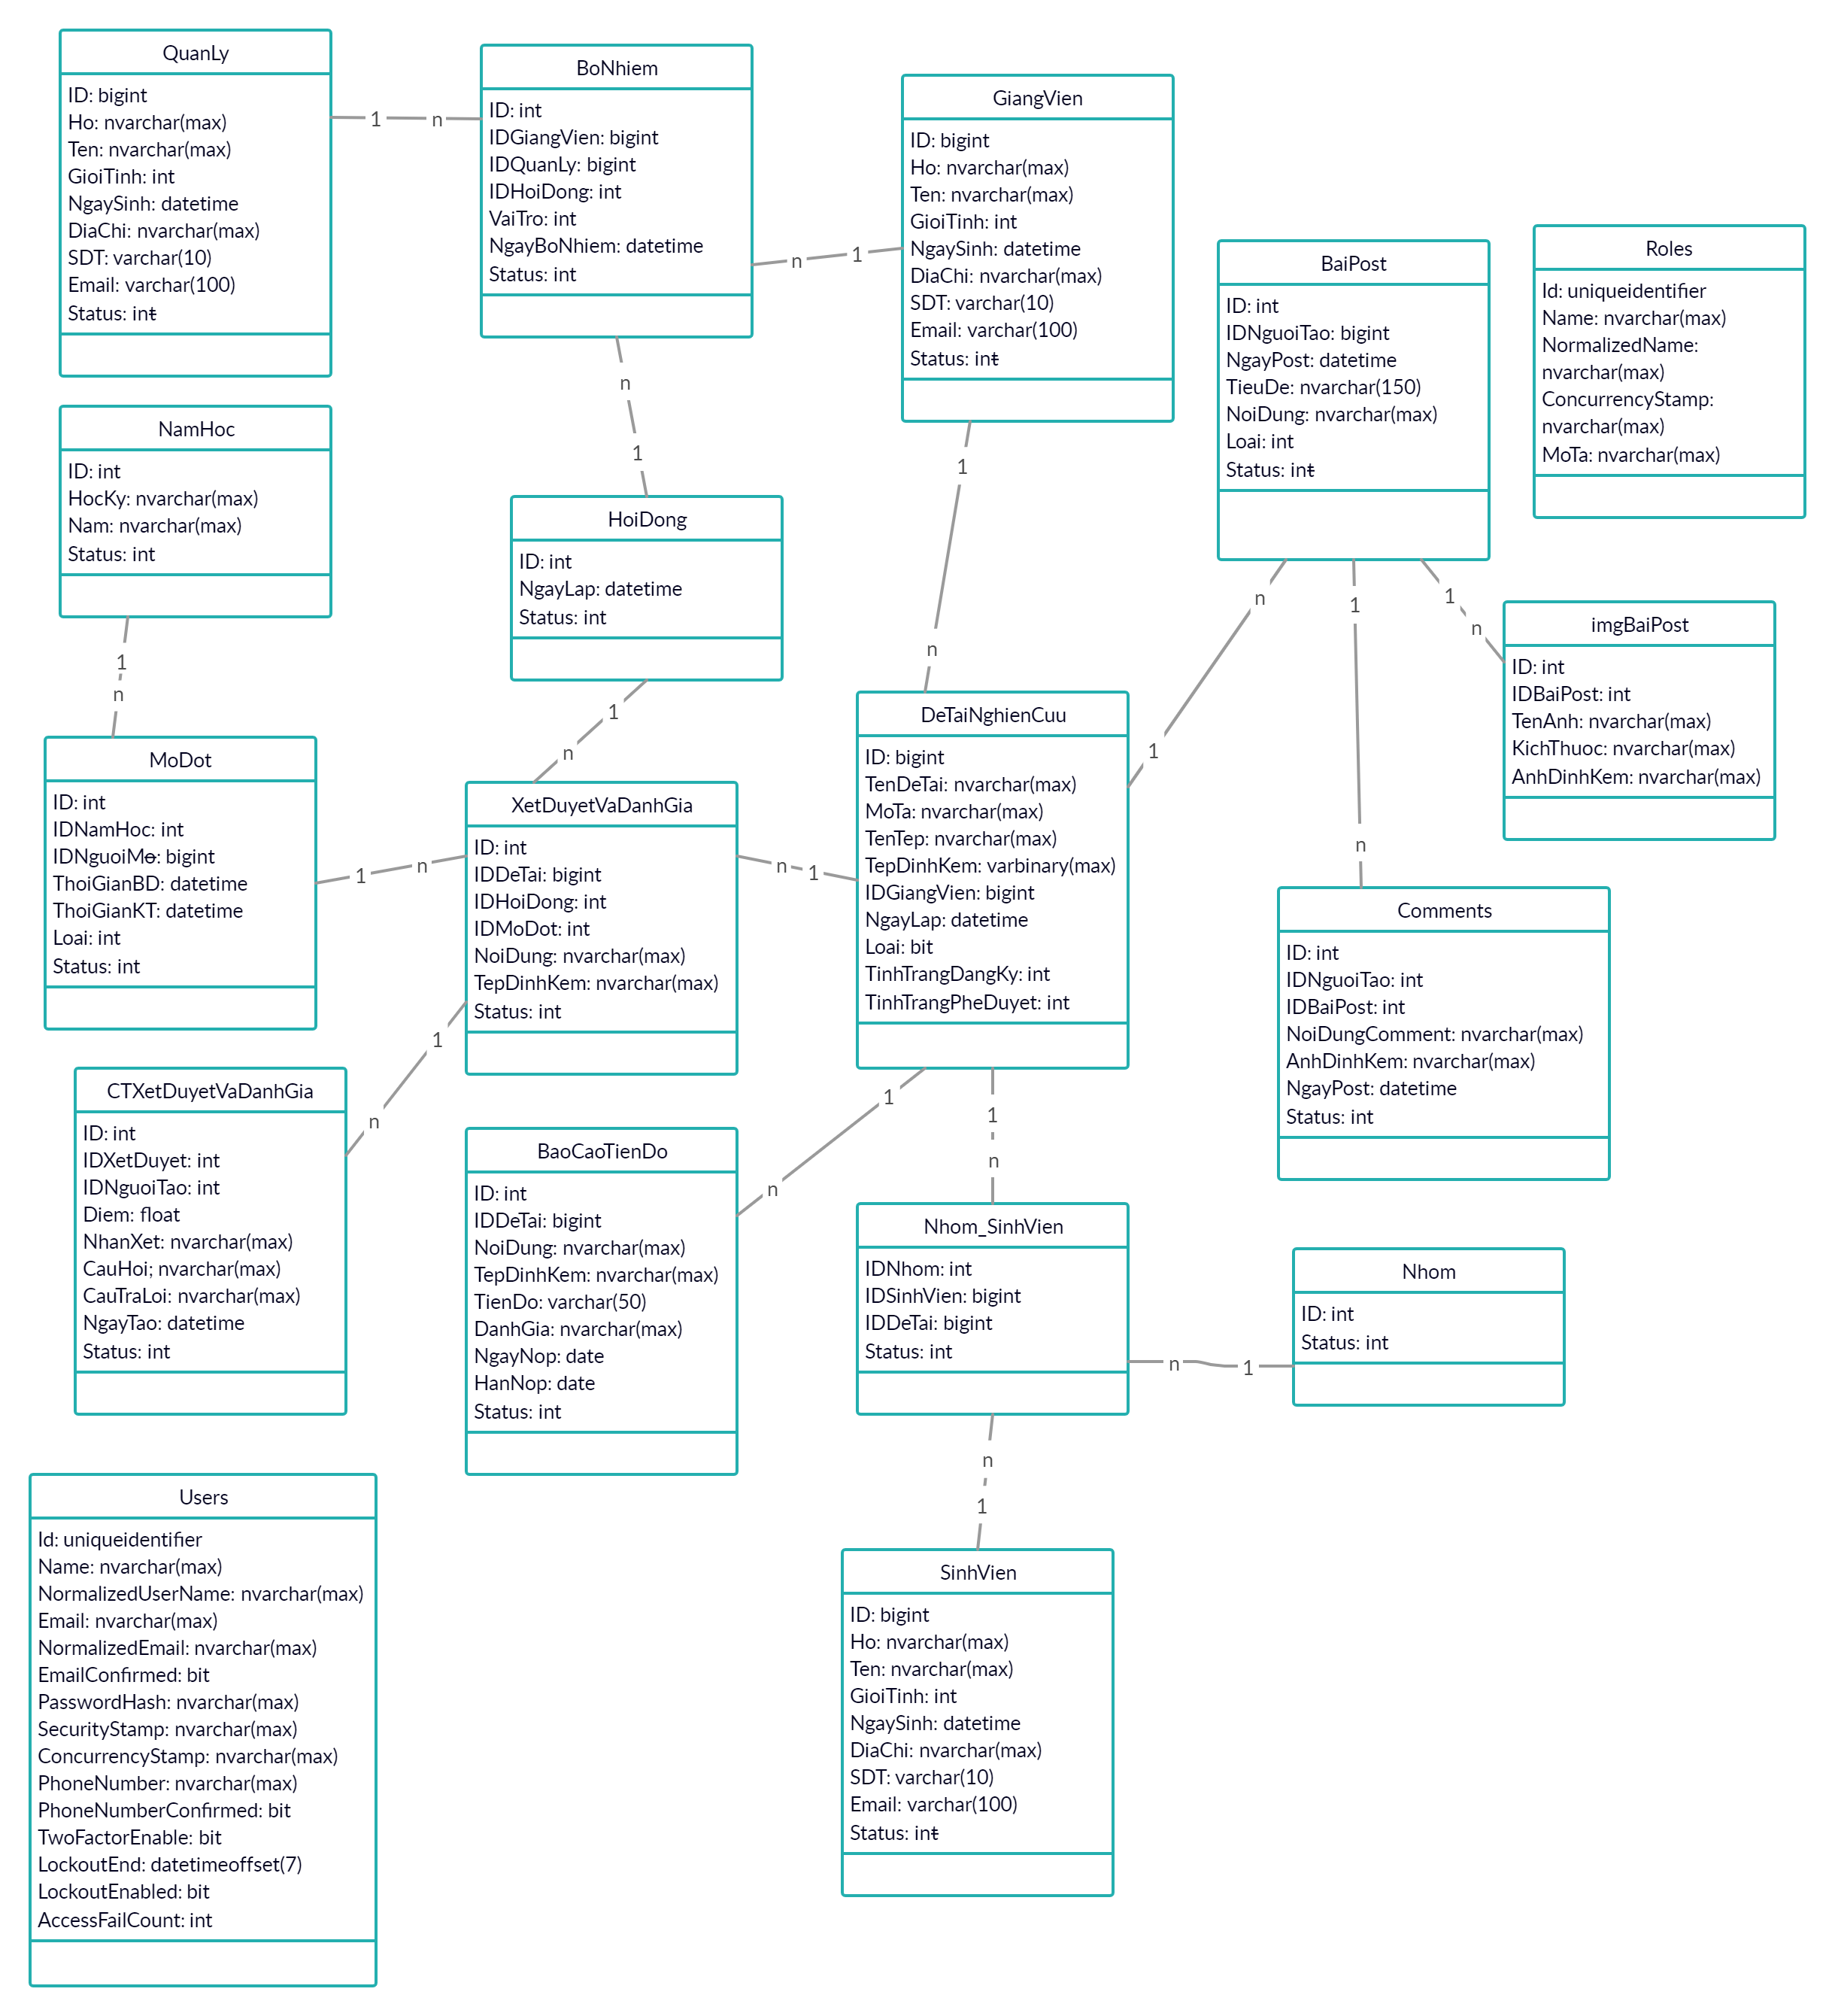 QuanLy
ID: bigint
Ho: nvarchar(max)
Ten: nvarchar(max)
GioiTinh: int
NgaySinh: datetime
DiaChi: nvarchar(max)
SDT: varchar(10)
Email: varchar(100)
Status: int
1
n
BoNhiem
ID: int
IDGiangVien: bigint
IDQuanLy: bigint
IDHoiDong: int
VaiTro: int
NgayBoNhiem: datetime
Status: int
n
1
GiangVien
ID: bigint
Ho: nvarchar(max)
Ten: nvarchar(max)
GioiTinh: int
NgaySinh: datetime
DiaChi: nvarchar(max)
SDT: varchar(10)
Email: varchar(100)
Status: int
BaiPost
ID: int
IDNguoiTao: bigint
NgayPost: datetime
TieuDe: nvarchar(150)
NoiDung: nvarchar(max)
Loai: int
Status: int
Roles
Id: uniqueidentifier
Name: nvarchar(max)
NormalizedName:
nvarchar(max)
ConcurrencyStamp:
nvarchar(max)
MoTa: nvarchar(max)
NamHoc
ID: int
HocKy: nvarchar(max)
Nam: nvarchar(max)
Status: int
n
1
HoiDong
ID: int
NgayLap: datetime
Status: int
1
n
1
n
n
1
1
n
1
n
imgBaiPost
ID: int
IDBaiPost: int
TenAnh: nvarchar(max)
KichThuoc: nvarchar(max)
AnhDinhKem: nvarchar(max)
1
n
MoDot
ID: int
IDNamHoc: int
IDNguoiMo: bigint
ThoiGianBD: datetime
ThoiGianKT: datetime
Loai: int
Status: int
1
n
XetDuyetVaDanhGia
ID: int
IDDeTai: bigint
IDHoiDong: int
IDMoDot: int
NoiDung: nvarchar(max)
TepDinhKem: nvarchar(max)
Status: int
n
1
DeTaiNghienCuu
ID: bigint
TenDeTai: nvarchar(max)
MoTa: nvarchar(max)
TenTep: nvarchar(max)
TepDinhKem: varbinary(max)
IDGiangVien: bigint
NgayLap: datetime
Loai: bit
TinhTrangDangKy: int
TinhTrangPheDuyet: int
Comments
ID: int
IDNguoiTao: int
IDBaiPost: int
NoiDungComment: nvarchar(max)
AnhDinhKem: nvarchar(max)
NgayPost: datetime
Status: int
1
n
CTXetDuyetVaDanhGia
ID: int
IDXetDuyet: int
IDNguoiTao: int
Diem: float
NhanXet: nvarchar(max)
CauHoi; nvarchar(max)
CauTraLoi: nvarchar(max)
NgayTao: datetime
Status: int
1
n
BaoCaoTienDo
ID: int
IDDeTai: bigint
NoiDung: nvarchar(max)
TepDinhKem: nvarchar(max)
TienDo: varchar(50)
DanhGia: nvarchar(max)
NgayNop: date
HanNop: date
Status: int
1
n
Nhom_SinhVien
IDNhom: int
IDSinhVien: bigint
IDDeTai: bigint
Status: int
n
1
Nhom
ID: int
Status: int
n
1
Users
Id: uniqueidentifier
Name: nvarchar(max)
NormalizedUserName: nvarchar(max)
Email: nvarchar(max)
NormalizedEmail: nvarchar(max)
EmailConfirmed: bit
PasswordHash: nvarchar(max)
SecurityStamp: nvarchar(max)
ConcurrencyStamp: nvarchar(max)
PhoneNumber: nvarchar(max)
PhoneNumberConfirmed: bit
TwoFactorEnable: bit
LockoutEnd: datetimeoffset(7)
LockoutEnabled: bit
AccessFailCount: int
SinhVien
ID: bigint
Ho: nvarchar(max)
Ten: nvarchar(max)
GioiTinh: int
NgaySinh: datetime
DiaChi: nvarchar(max)
SDT: varchar(10)
Email: varchar(100)
Status: int